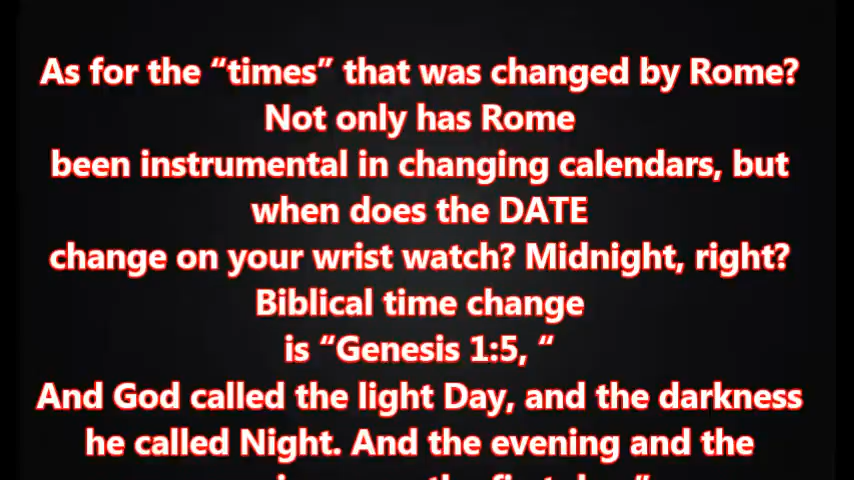 As for the “times” that was changed by Rome?
Not only has Rome
been instrumental in changing calendars, but
when does the DATE
change on your wrist watch? Midnight, right?
Biblical time change
is “Genesis 1:5, “
And God called the light Day, and the darkness
he called Night. And the evening and the